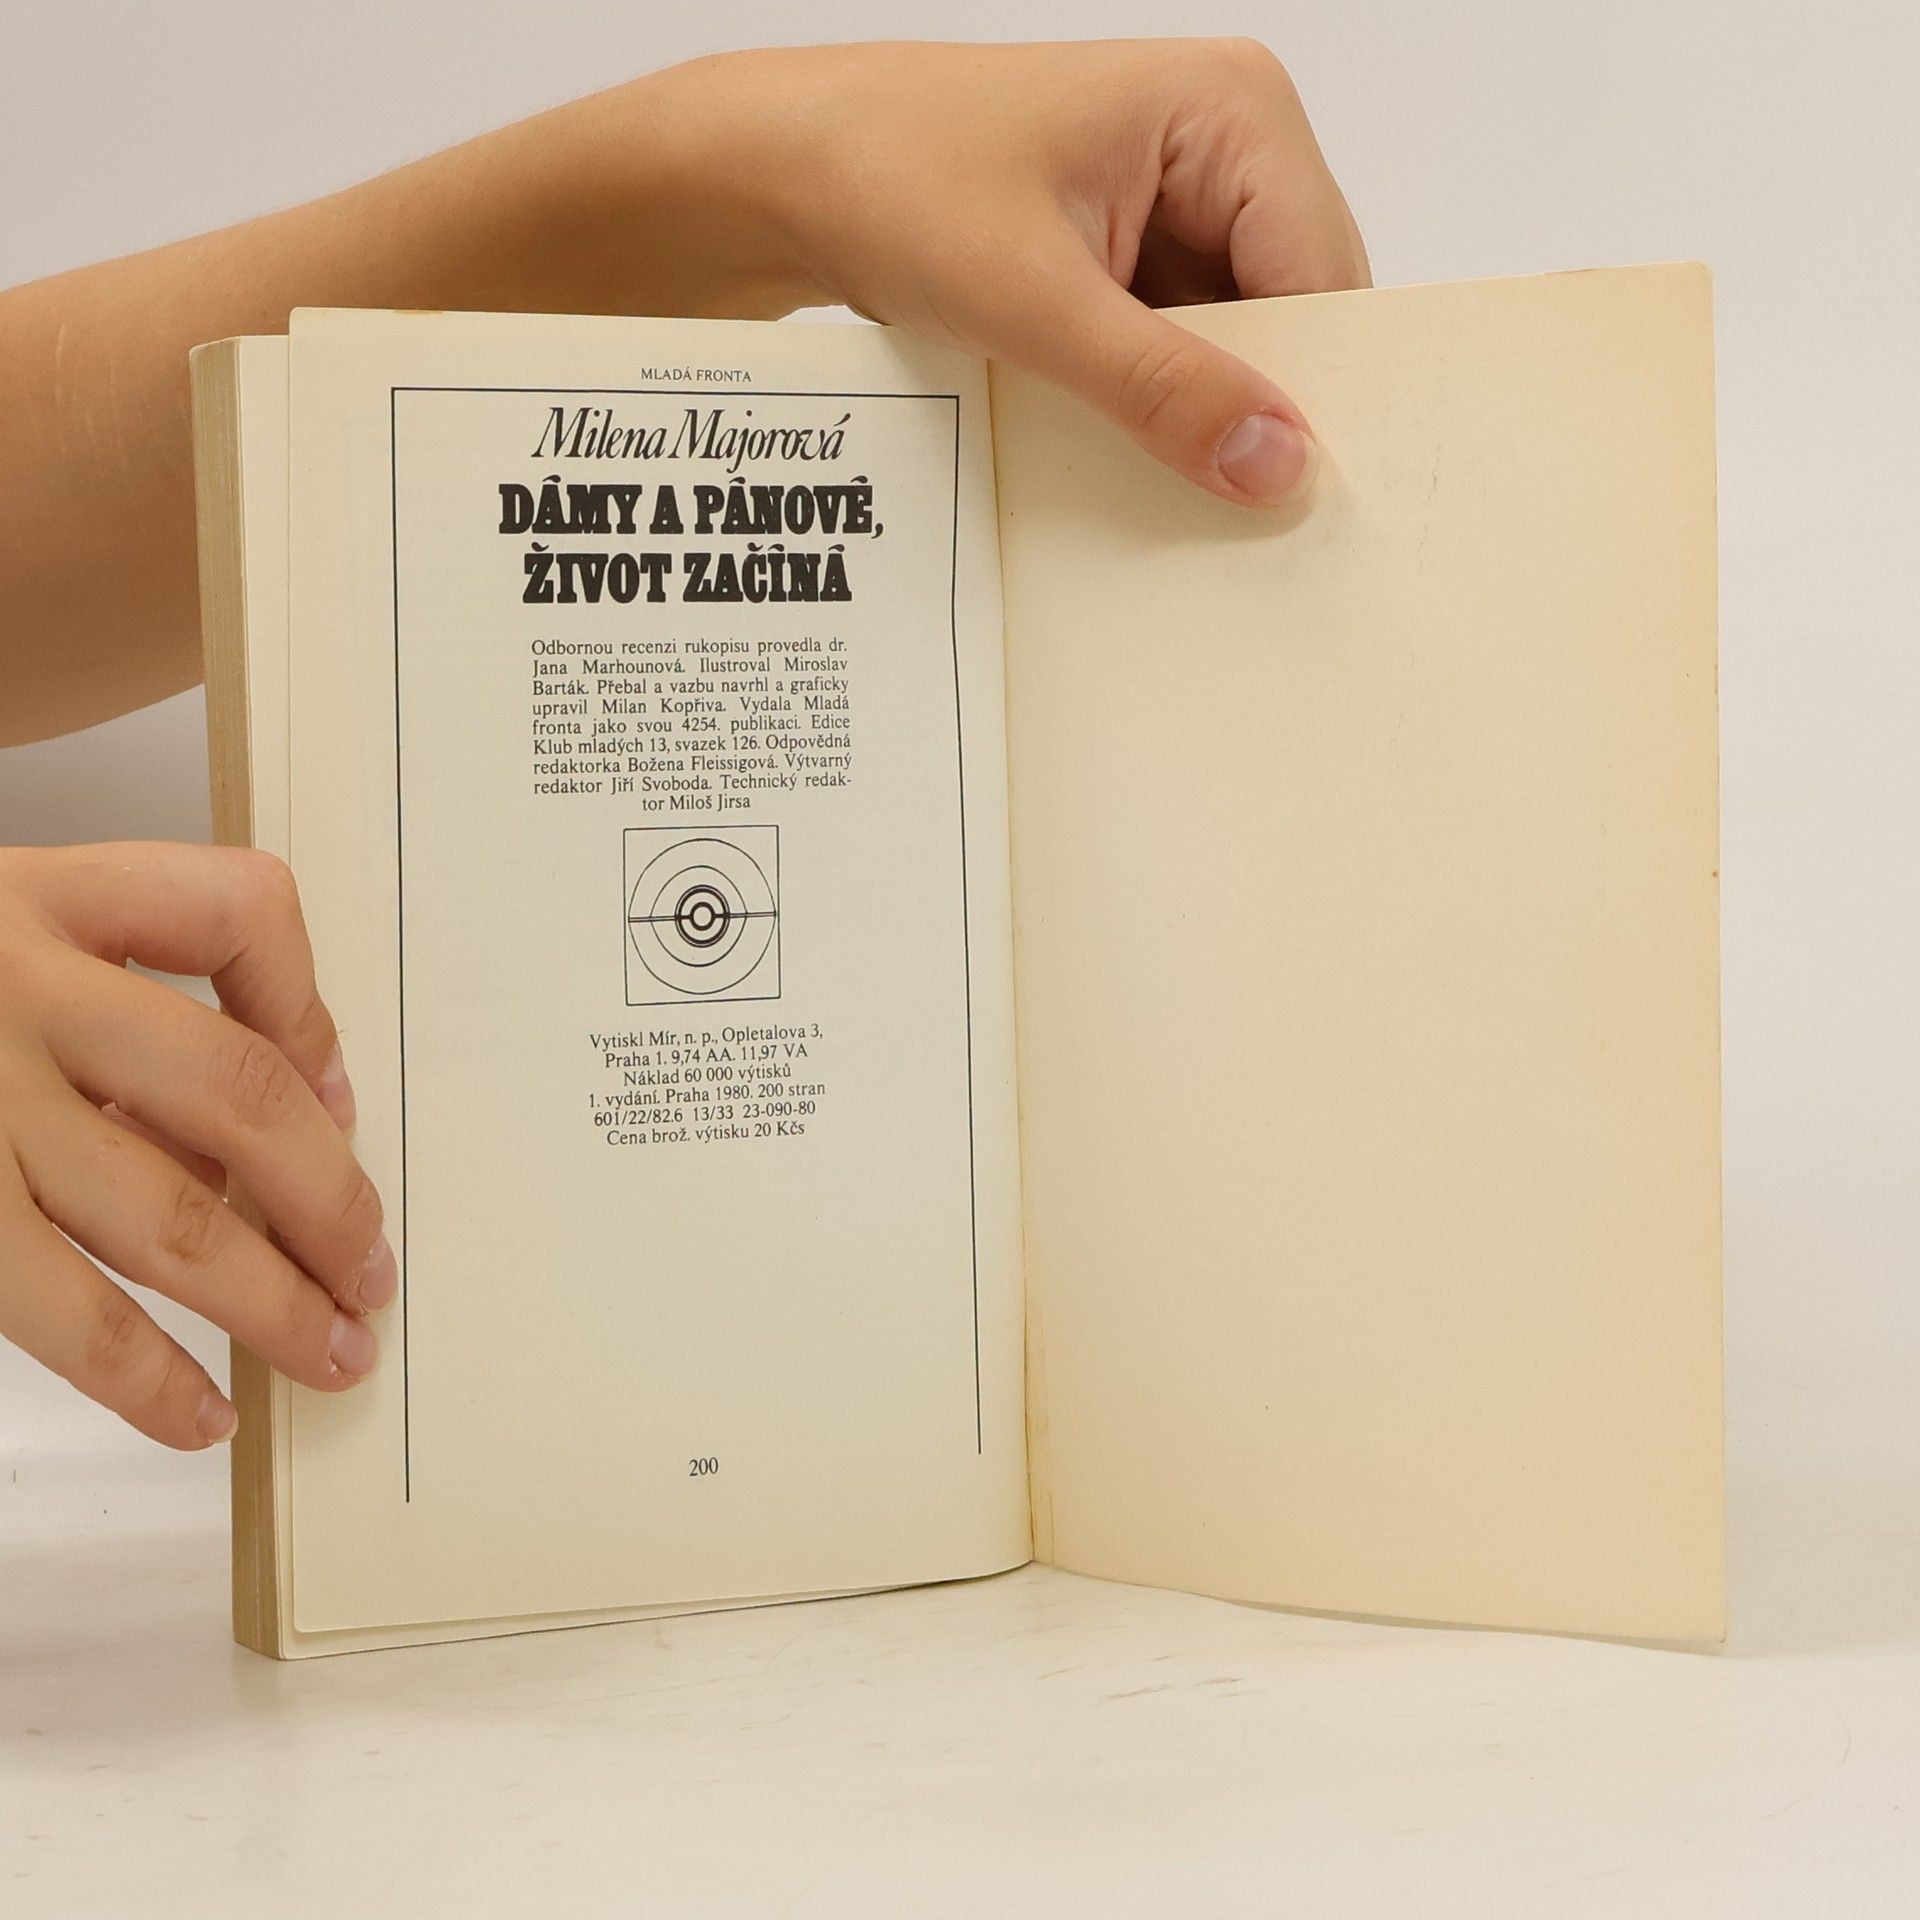 MLADÁ FRONTA
Milena Majorová
DÁMY A PÁNOVÉ,
ŽIVOT ZAČÍNÁ
Odbornou recenzi rukopisu provedla dr.
Jana Marhounová. Ilustroval Miroslav
Barták. Přebal a vazbu navrhl a graficky
upravil Milan Kopřiva. Vydala Mladá
fronta jako svou 4254. publikaci. Edice
Klub mladých 13, svazek 126. Odpovědná
redaktorka Božena Fleissigová. Výtvarný
redaktor Jiří Svoboda. Technický redak-
tor Miloš Jirsa
Vytiskl Mír, n. p., Opletalova 3,
Praha 1. 9,74 AA. 11,97 VA
Náklad 60 000 výtisků
1. vydání. Praha 1980. 200 stran
601/22/82.6 13/33 23-090-80
Cena brož. výtisku 20 Kčs
200